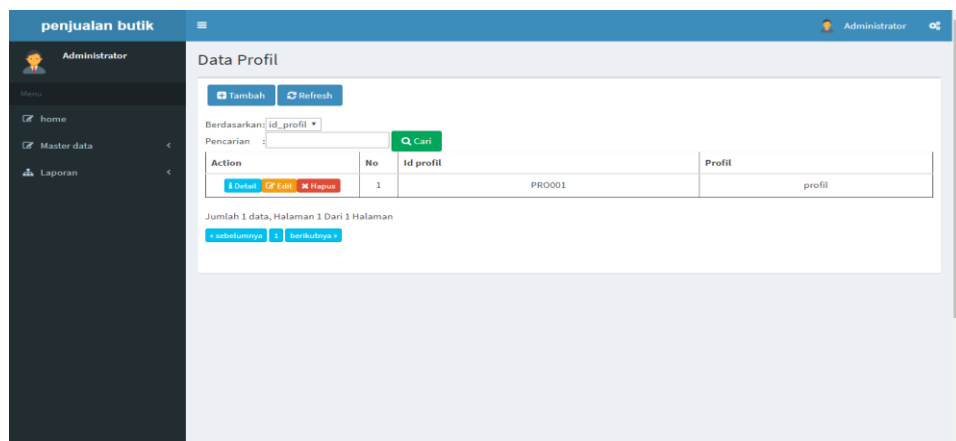 penjualan butik
Administrator
Administrator
Menu
home
Master data
Laporan
Data Profil
Tambah
Refresh
Berdasarkan: id_profil
Pencarian :
Cari
Action No Id profil Profil
Detail Edit Hapus 1 PRO001 profil
Jumlah 1 data, Halaman 1 Dari 1 Halaman
« sebelumnya 1 berikutnya »